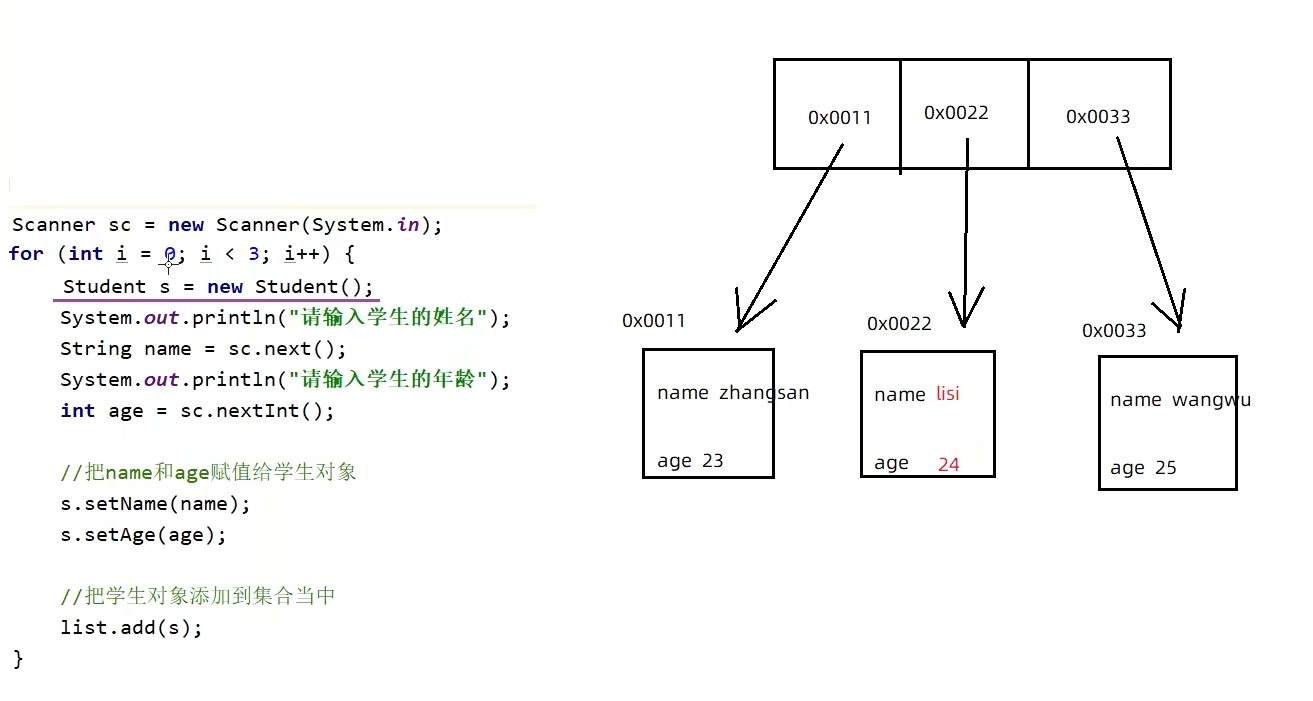 Scanner sc = new Scanner(System.in);
for (int i = 0; i < 3; i++) {
Student s = new Student();
System.out.println("请输入学生的姓名");
String name = sc.next();
System.out.println("请输入学生的年龄");
int age = sc.nextInt();
//把name和age赋值给学生对象
s.setName(name);
s.setAge(age);
//把学生对象添加到集合当中
list.add(s);
}
0x0011
0x0022
0x0033
0x0011
name zhangsan
age 23
0x0022
name lisi
age 24
0x0033
name wangwu
age 25